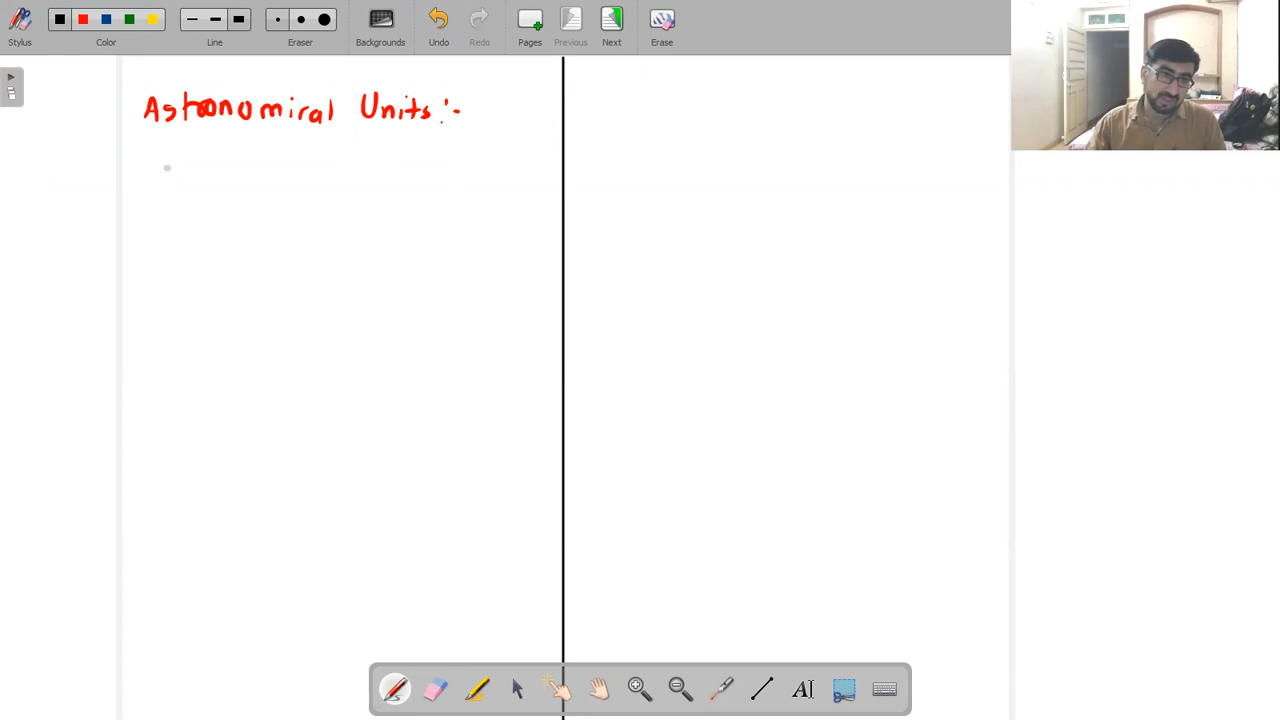 Stylus
Color
Line
Eraser
Backgrounds
Undo
Redo
Pages
Previous
Next
Erase
Astronomical Units :-